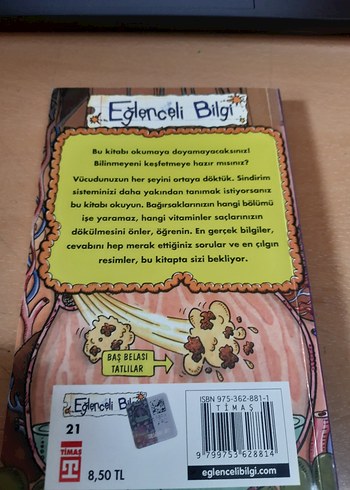 Eğlenceli Bilgi
Bu kitabı okumaya doyamayacaksınız!
Bilinmeyeni keşfetmeye hazır mısınız?
Vücudunuzun her şeyini ortaya döktük. Sindirim
sisteminizi daha yakından tanımak istiyorsanız
bu kitabı okuyun. Bağırsaklarınızın hangi bölümü
işe yaramaz, hangi vitaminler saçlarınızın
dökülmesini önler, öğrenin. En gerçek bilgiler,
cevabını hep merak ettiğiniz sorular ve en çılgın
resimler, bu kitapta sizi bekliyor.
BAŞ BELASI
TATLILAR
Eğlenceli Bilgi
21
TİMAŞ
8,50 TL
ISBN 975-362-881-1
TİMAŞ
9 799753 628814
eglencelibilgi.com